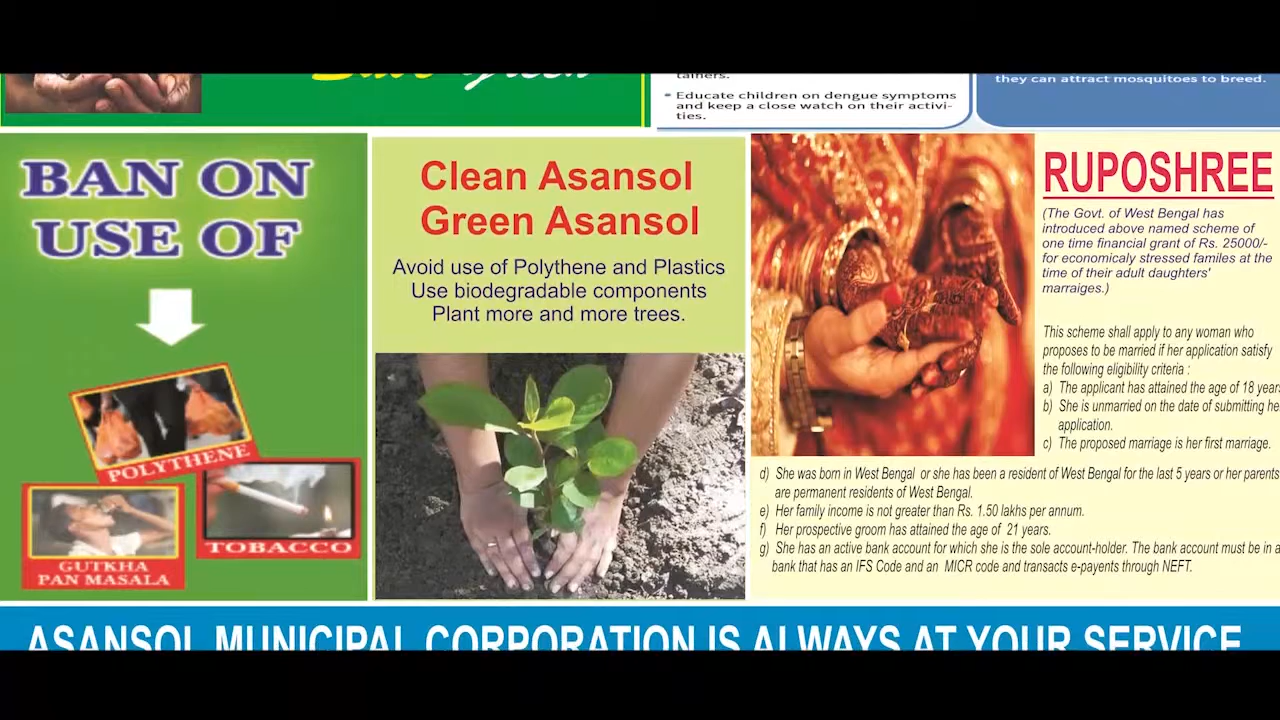 Save Green
tainers.
• Educate children on dengue symptoms
and keep a close watch on their activi-
ties.
they can attract mosquitoes to breed.
BAN ON
USE OF
POLYTHENE
TOBACCO
GUTKHA
PAN MASALA
Clean Asansol
Green Asansol
Avoid use of Polythene and Plastics
Use biodegradable components
Plant more and more trees.
RUPOSHREE
(The Govt. of West Bengal has
introduced above named scheme of
one time financial grant of Rs. 25000/-
for economicaly stressed familes at the
time of their adult daughters'
marraiges.)
This scheme shall apply to any woman who
proposes to be married if her application satisfy
the following eligibility criteria :
a) The applicant has attained the age of 18 year
b) She is unmarried on the date of submitting he
application.
c) The proposed marriage is her first marriage.
d) She was born in West Bengal or she has been a resident of West Bengal for the last 5 years or her parents
are permanent residents of West Bengal.
e) Her family income is not greater than Rs. 1.50 lakhs per annum.
f) Her prospective groom has attained the age of 21 years.
g) She has an active bank account for which she is the sole account-holder. The bank account must be in a
bank that has an IFS Code and an MICR code and transacts e-payents through NEFT.
ASANSOL MUNICIPAL CORPORATION IS ALWAYS AT YOUR SERVICE